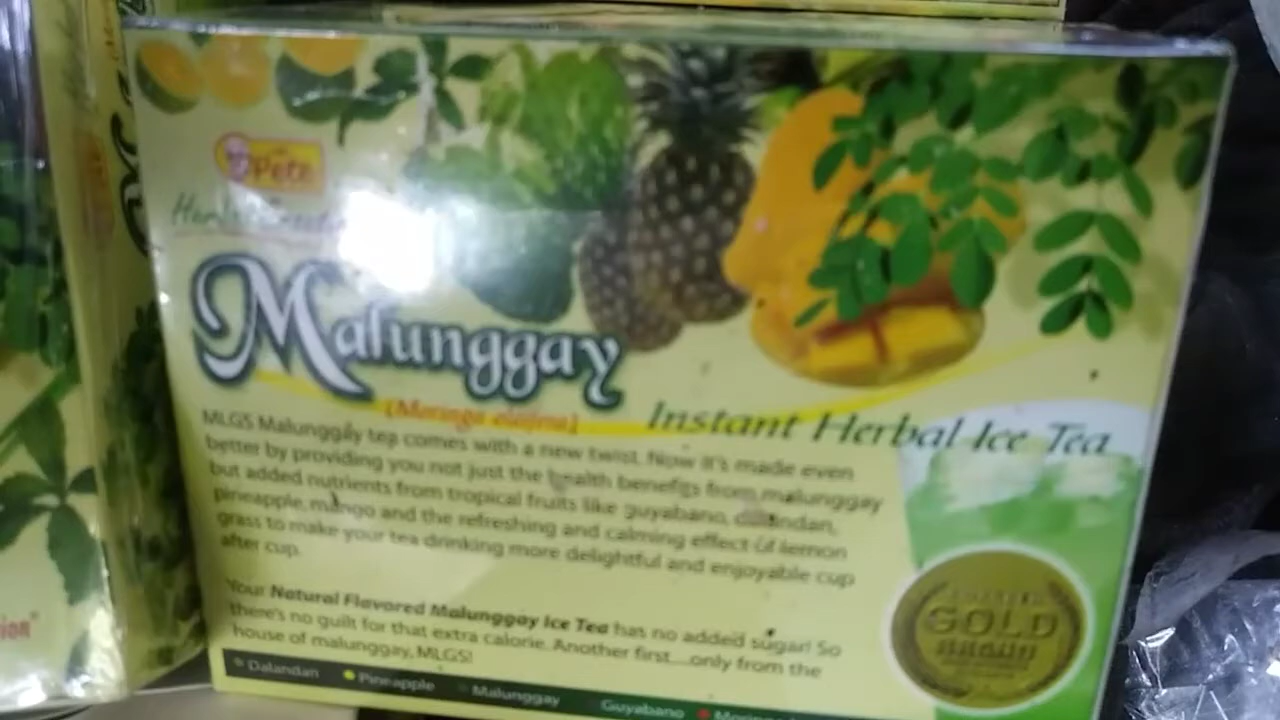 Pete
Malunggay
(Moringa oleifera)
Instant Herbal Ice Tea
MLGS Malunggay tea comes with a new twist. Now it's made even
better by providing you not just the health benefits from malunggay
but added nutrients from tropical fruits like guyabano, dalandan,
pineapple, mango and the refreshing and calming effect of lemon
grass to make your tea drinking more delightful and enjoyable cup
after cup.
Your Natural Flavored Malunggay Ice Tea has no added sugar! So
there's no guilt for that extra calorie. Another first....only from the
house of malunggay, MLGS!
GOLD
Dalandan Pineapple Malunggay Guyabano